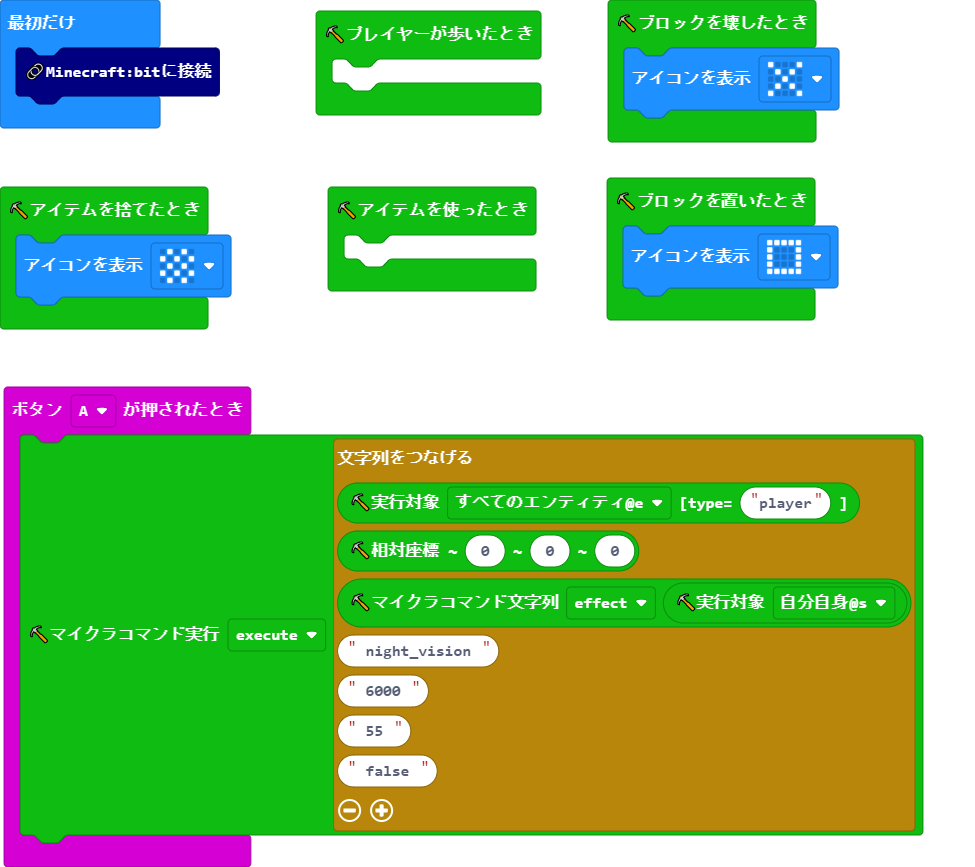 最初だけ
Minecraft:bitに接続
プレイヤーが歩いたとき
ブロックを壊したとき
アイコンを表示
アイテムを捨てたとき
アイコンを表示
アイテムを使ったとき
ブロックを置いたとき
アイコンを表示
ボタン A が押されたとき
マイクラコマンド実行 execute
文字列をつなげる
実行対象 すべてのエンティティ@e [type= "player" ]
相対座標 ~ 0 ~ 0 ~ 0
マイクラコマンド文字列 effect 実行対象 自分自身@s
" night_vision "
" 6000 "
" 55 "
" false "